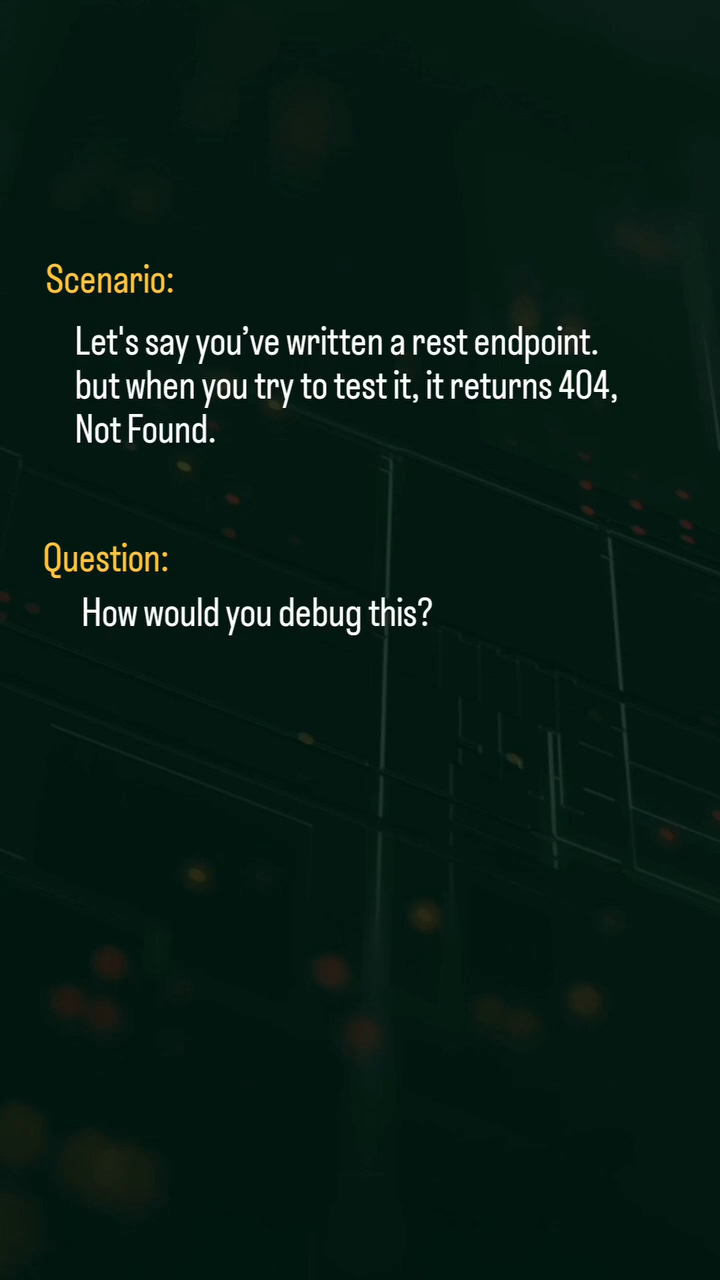 Scenario:
Let's say you’ve written a rest endpoint.
but when you try to test it, it returns 404,
Not Found.
Question:
How would you debug this?